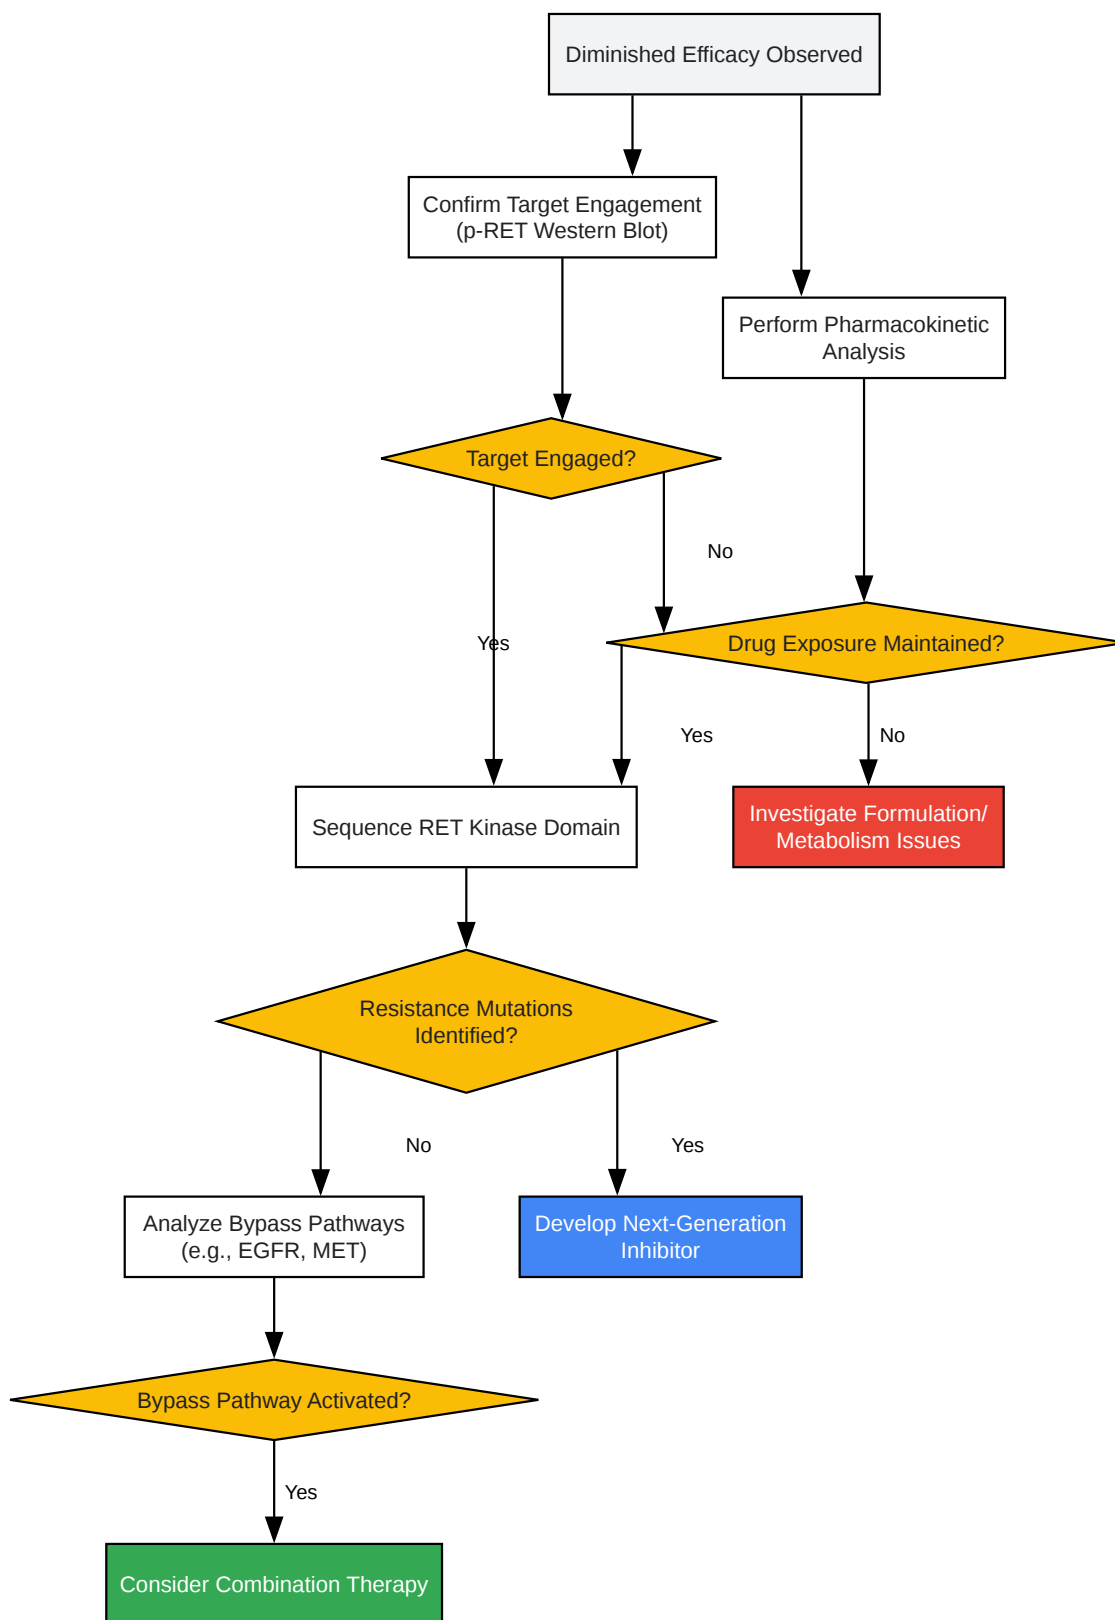 Diminished Efficacy Observed
Confirm Target Engagement
(p-RET Western Blot)
Perform Pharmacokinetic
Analysis
Target Engaged?
No
Yes
Drug Exposure Maintained?
Yes
No
Sequence RET Kinase Domain
Investigate Formulation/
Metabolism Issues
Resistance Mutations
Identified?
No
Yes
Analyze Bypass Pathways
(e.g., EGFR, MET)
Develop Next-Generation
Inhibitor
Bypass Pathway Activated?
Yes
Consider Combination Therapy